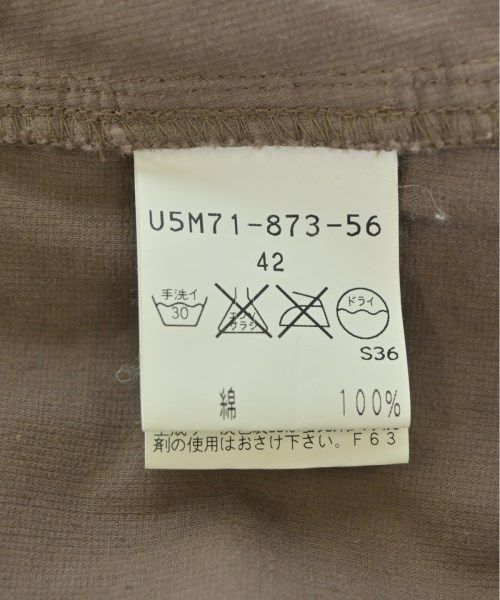 U5M71-873-56
42
手洗イ
30
エンソ
サラシ
ドライ
S36
綿 100%
剤の使用はおさけ下さい。F63